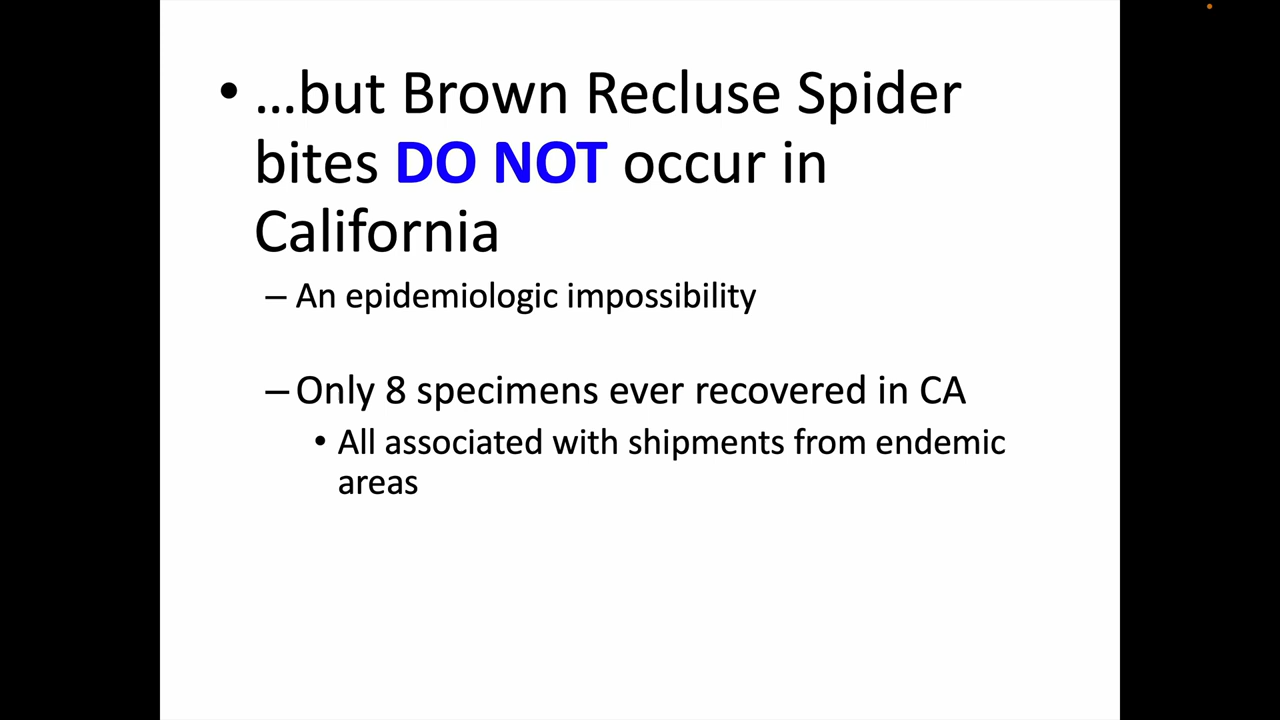 • …but Brown Recluse Spider
bites DO NOT occur in
California
– An epidemiologic impossibility
– Only 8 specimens ever recovered in CA
• All associated with shipments from endemic
areas